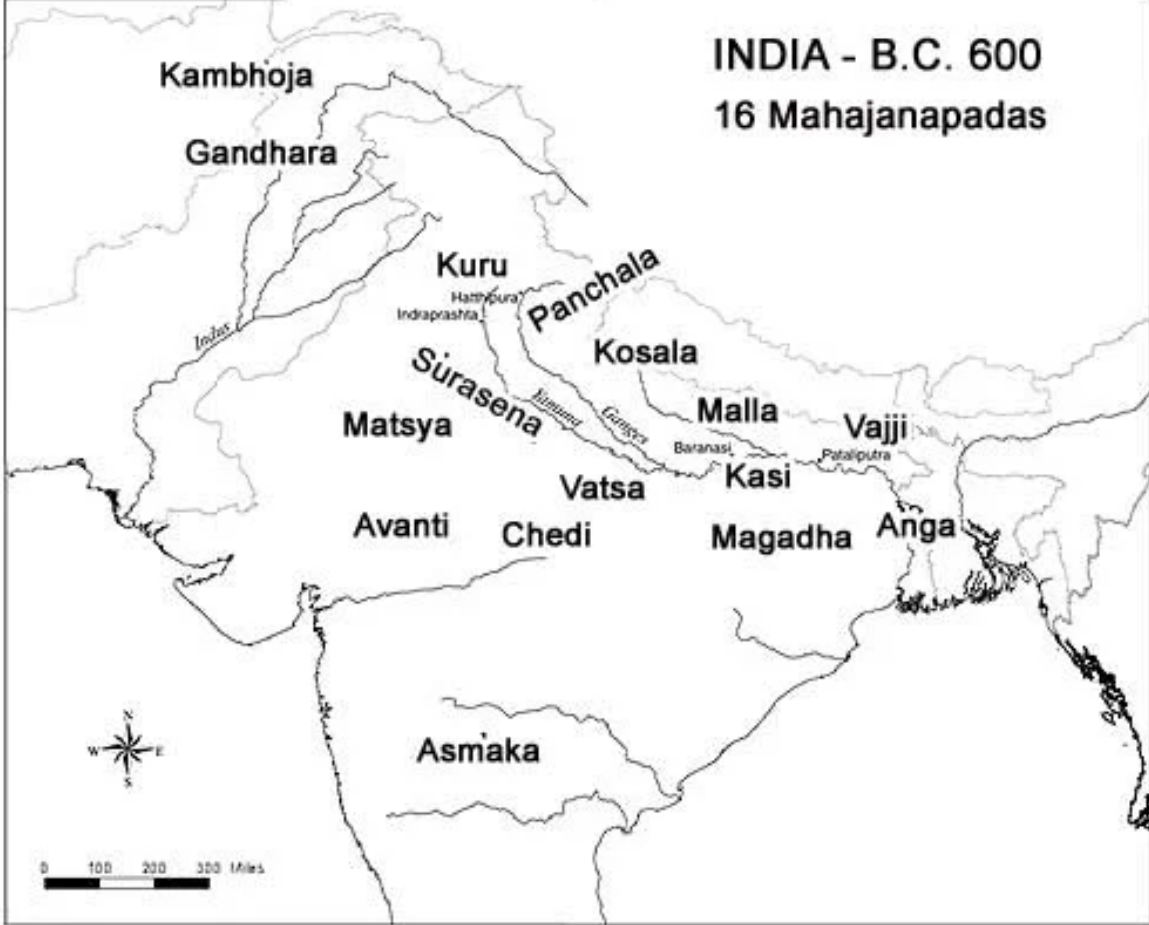 INDIA - B.C. 600
16 Mahajanapadas
Kambhoja
Gandhara
Kuru
Panchala
Hatthipura
Indraprashta
Indus
Kosala
Surasena
Yamuna
Ganges
Malla
Matsya
Vajji
Baranasi
Pataliputra
Kasi
Vatsa
Avanti
Chedi
Magadha
Anga
N
W
E
S
Asmaka
0 100 200 300 Miles